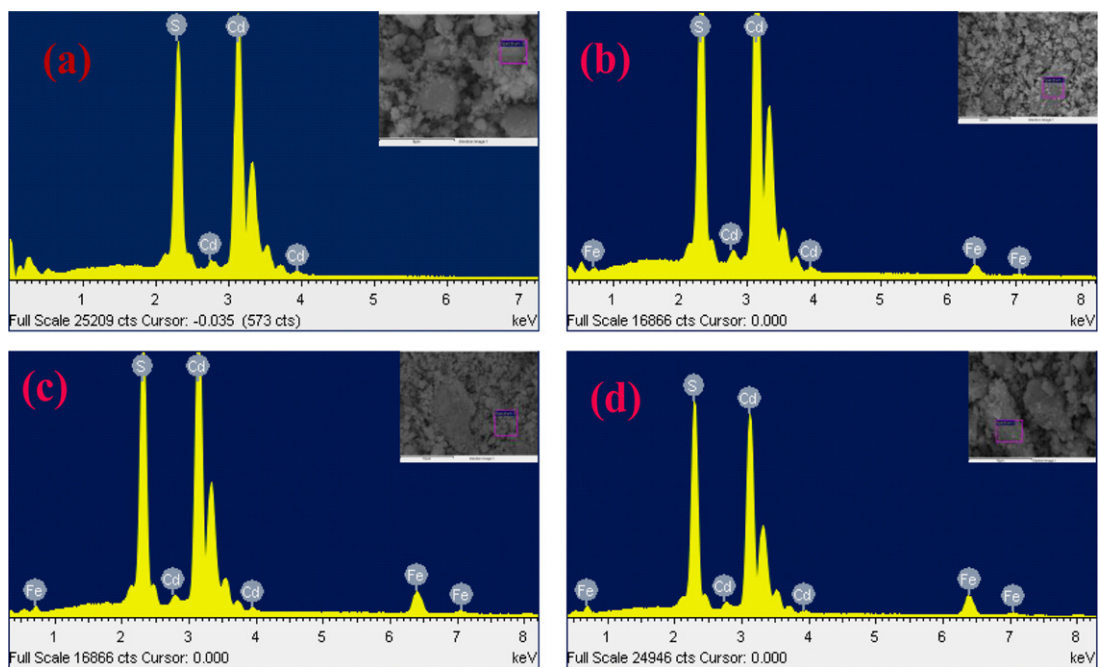 (a)
S
Cd
Cd
Cd
1 2 3 4 5 6 7
Full Scale 25209 cts Cursor: -0.035 (573 cts)
keV
(b)
S
Cd
Fe
Cd
Cd
Fe
Fe
1 2 3 4 5 6 7 8
Full Scale 16866 cts Cursor: 0.000
keV
(c)
S
Cd
Fe
Cd
Cd
Fe
Fe
1 2 3 4 5 6 7 8
Full Scale 16866 cts Cursor: 0.000
keV
(d)
S
Cd
Fe
Cd
Cd
Fe
Fe
1 2 3 4 5 6 7 8
Full Scale 24946 cts Cursor: 0.000
keV